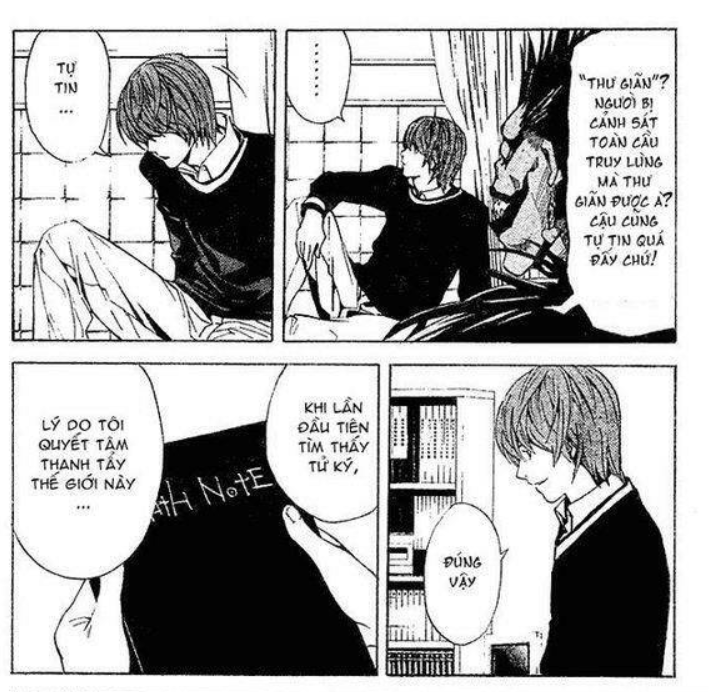 "THƯ GIÃN"?
NGƯỜI BỊ
CẢNH SÁT
TOÀN CẦU
TRUY LÙNG
MÀ THƯ
GIÃN ĐƯỢC À?
CẬU CŨNG
TỰ TIN QUÁ
ĐẤY CHỨ!
......
TỰ
TIN
...
ĐÚNG
VẬY
KHI LẦN
ĐẦU TIÊN
TÌM THẤY
TỬ KÝ,
ATH NOTE
LÝ DO TÔI
QUYẾT TÂM
THANH TẨY
THẾ GIỚI NÀY
...